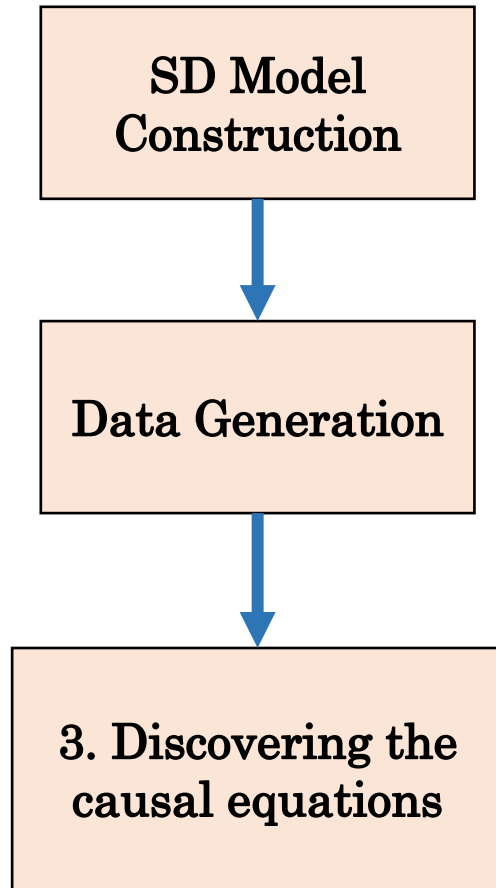 SD Model
Construction
Data Generation
3. Discovering the
causal equations